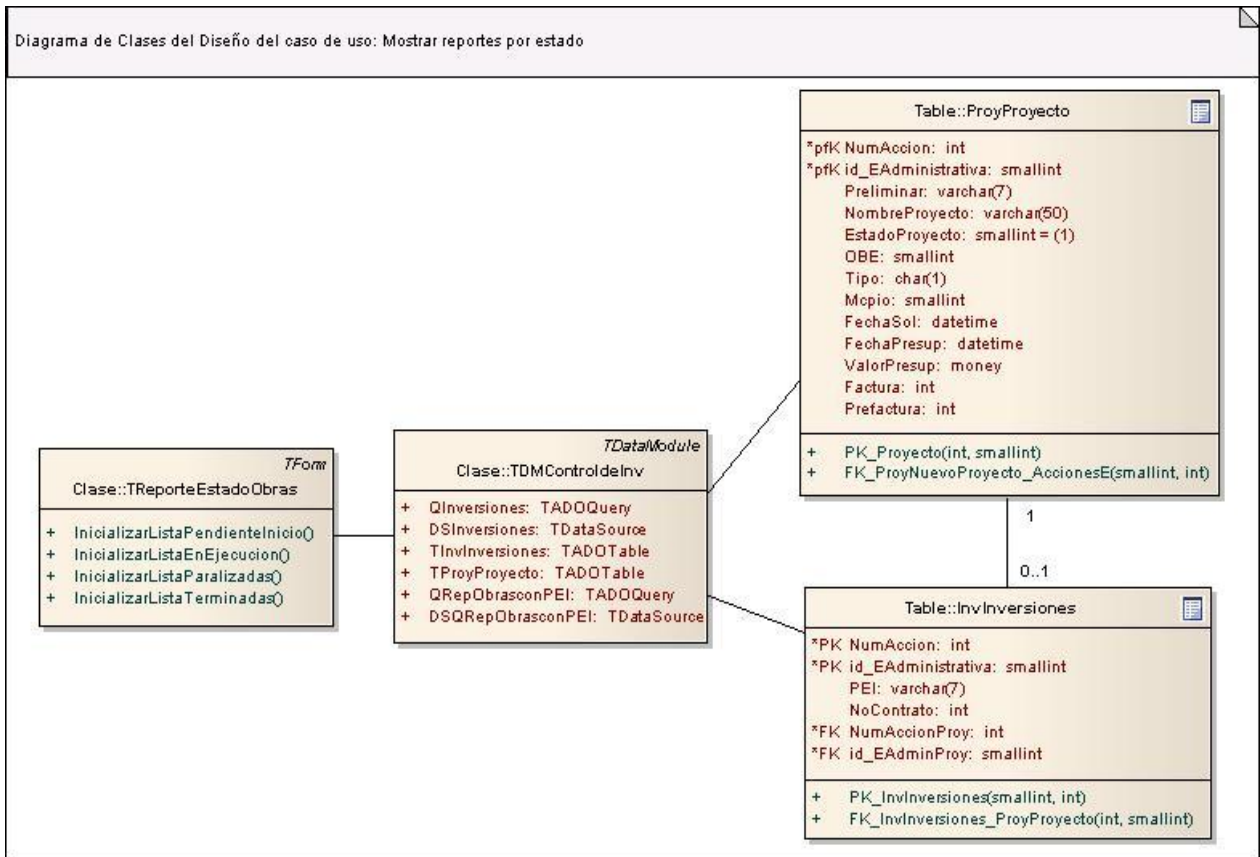 Diagrama de Clases del Diseño del caso de uso: Mostrar reportes por estado
Table::ProyProyecto
*pfK NumAccion: int
*pfK id_EAdministrativa: smallint
Preliminar: varchar(7)
NombreProyecto: varchar(50)
EstadoProyecto: smallint = (1)
OBE: smallint
Tipo: char(1)
Mcpio: smallint
FechaSol: datetime
FechaPresup: datetime
ValorPresup: money
Factura: int
Prefactura: int
+ PK_Proyecto(int, smallint)
+ FK_ProyNuevoProyecto_AccionesE(smallint, int)
TForm
Clase::TReporteEstadoObras
+ InicializarListaPendienteInicio()
+ InicializarListaEnEjecucion()
+ InicializarListaParalizadas()
+ InicializarListaTerminadas()
TDataModule
Clase::TDMControldeInv
+ QInversiones: TADOQuery
+ DSInversiones: TDataSource
+ TInvInversiones: TADOTable
+ TProyProyecto: TADOTable
+ QRepObrasconPEI: TADOQuery
+ DSQRepObrasconPEI: TDataSource
1
0..1
Table::InvInversiones
*PK NumAccion: int
*PK id_EAdministrativa: smallint
PEI: varchar(7)
NoContrato: int
*FK NumAccionProy: int
*FK id_EAdminProy: smallint
+ PK_InvInversiones(smallint, int)
+ FK_InvInversiones_ProyProyecto(int, smallint)